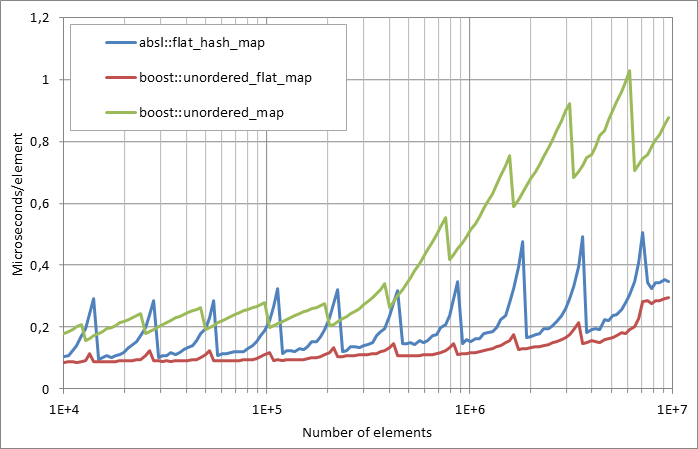 1,2
1
0,8
0,6
0,4
0,2
0
Microseconds/element
absl::flat_hash_map
boost::unordered_flat_map
boost::unordered_map
1E+4
1E+5
1E+6
1E+7
Number of elements